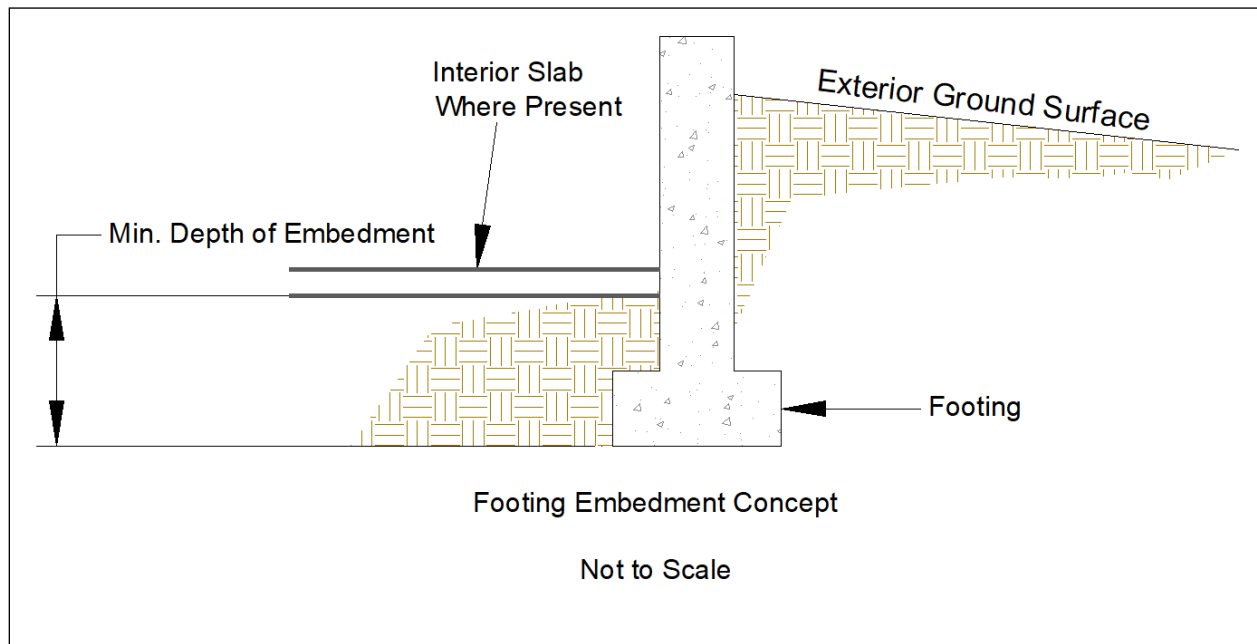 Interior Slab
Where Present
Exterior Ground Surface
Min. Depth of Embedment
Footing
Footing Embedment Concept
Not to Scale